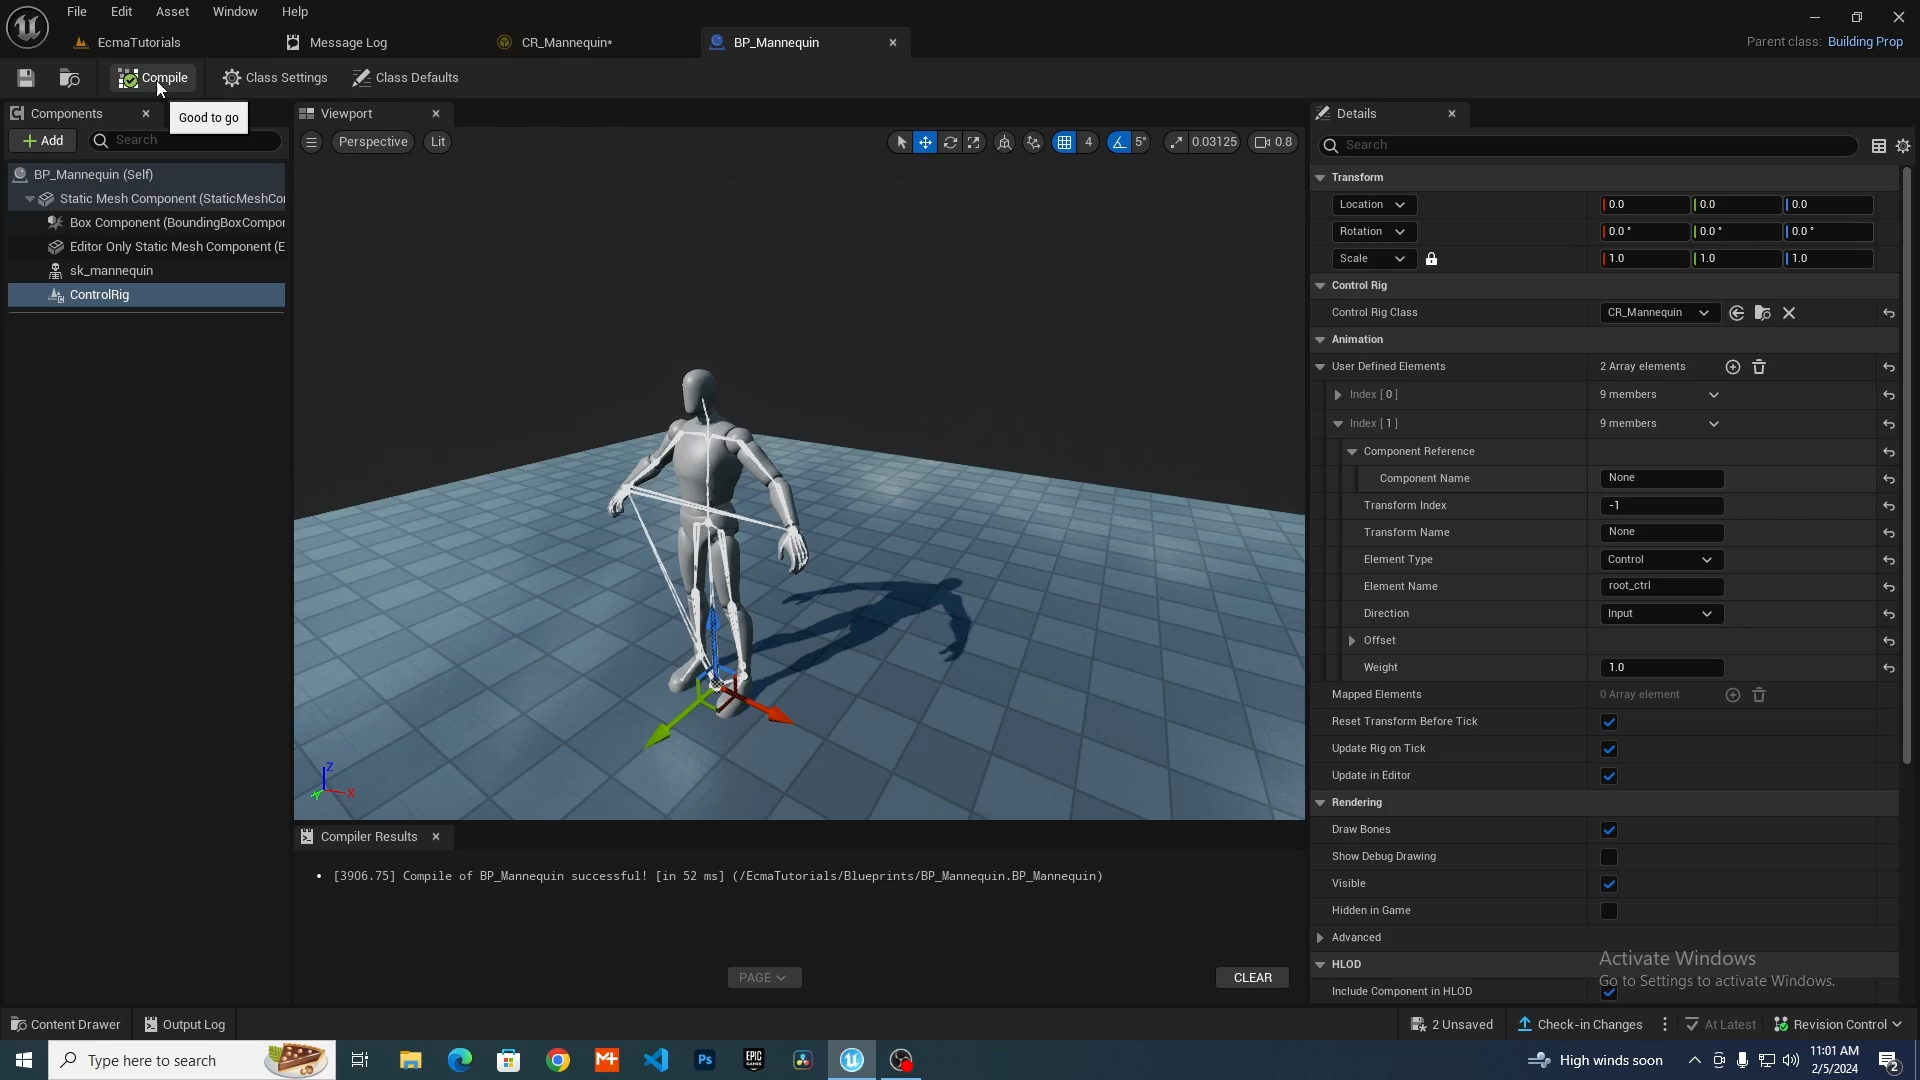 File Edit Asset Window Help
EcmaTutorials Message Log CR_Mannequin* BP_Mannequin Parent class: Building Prop
Compile Class Settings Class Defaults
Components Viewport Details
Good to go
Add Search Perspective Lit 4 5° 0.03125 0.8 Search
BP_Mannequin (Self)
Static Mesh Component (StaticMeshCo
Box Component (BoundingBoxCompor
Editor Only Static Mesh Component (E
sk_mannequin
ControlRig
Transform
Location 0.0 0.0 0.0
Rotation 0.0 ° 0.0 ° 0.0 °
Scale 1.0 1.0 1.0
Control Rig
Control Rig Class CR_Mannequin
Animation
User Defined Elements 2 Array elements
Index [ 0 ] 9 members
Index [ 1 ] 9 members
Component Reference
Component Name None
Transform Index -1
Transform Name None
Element Type Control
Element Name root_ctrl
Direction Input
Offset
Weight 1.0
Mapped Elements 0 Array element
Reset Transform Before Tick
Update Rig on Tick
Update in Editor
Rendering
Draw Bones
Show Debug Drawing
Visible
Hidden in Game
Advanced
HLOD
Include Component in HLOD
Z
X
Y
Compiler Results
[3906.75] Compile of BP_Mannequin successful! [in 52 ms] (/EcmaTutorials/Blueprints/BP_Mannequin.BP_Mannequin)
PAGE CLEAR
Activate Windows
Go to Settings to activate Windows.
Content Drawer Output Log 2 Unsaved Check-in Changes At Latest Revision Control
Type here to search M+ Ps EPIC GAMES High winds soon 11:01 AM
2/5/2024 2